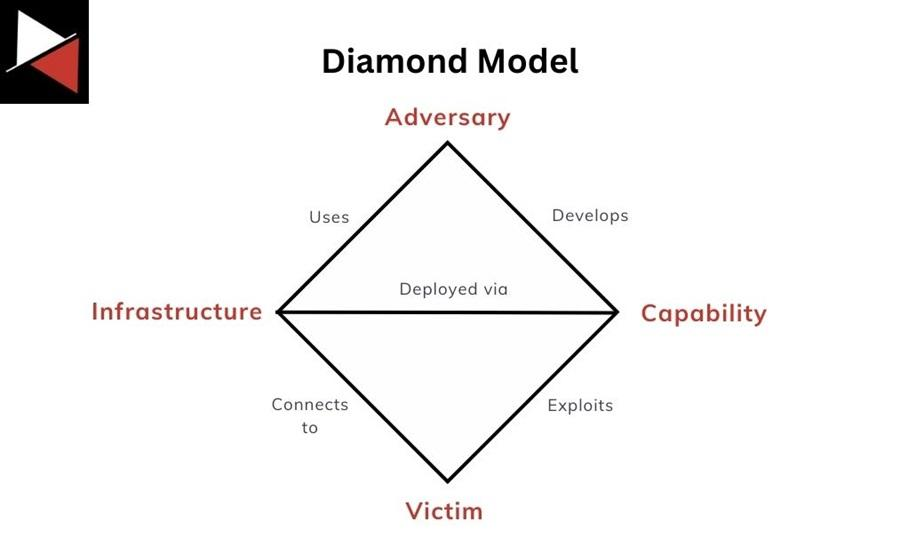 Diamond Model
Adversary
Uses
Develops
Deployed via
Infrastructure
Capability
Connects
to
Exploits
Victim